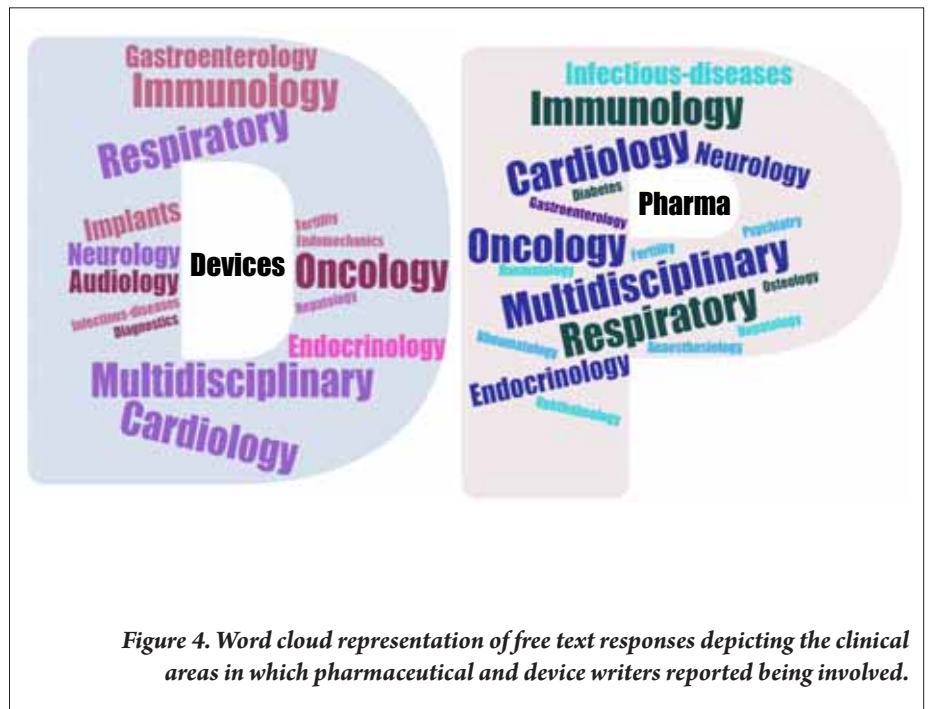 Gastroenterology
Immunology
Respiratory
Implants
Neurology
Audiology
Infectious-diseases
Diagnostics
Devices
Fertility
Endomechanics
Oncology
Hepatology
Endocrinology
Multidisciplinary
Cardiology
Infectious-diseases
Immunology
Cardiology
Neurology
Diabetes
Gastroenterology
Pharma
Oncology
Fertility
Psychiatry
Multidisciplinary
Osteology
Respiratory
Hepatology
Anaesthesiology
Endocrinology
Ophthalmology
Figure 4. Word cloud representation of free text responses depicting the clinical
areas in which pharmaceutical and device writers reported being involved.